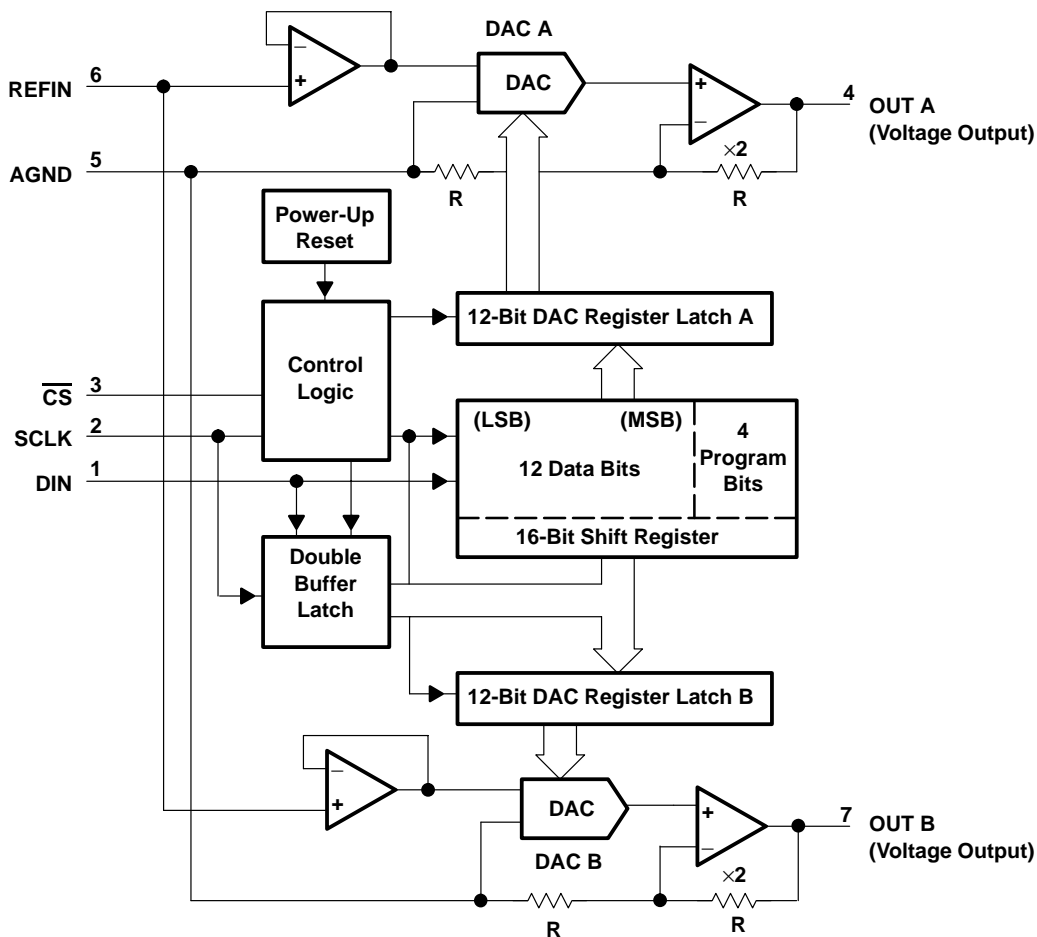 DAC A
REFIN
6
−
+
DAC
+
−
4
OUT A
(Voltage Output)
AGND
5
R
×2
R
Power-Up
Reset
12-Bit DAC Register Latch A
Control
Logic
CS
3
SCLK
2
DIN
1
(LSB)
(MSB)
12 Data Bits
4
Program
Bits
16-Bit Shift Register
Double
Buffer
Latch
12-Bit DAC Register Latch B
−
+
DAC
DAC B
+
−
7
OUT B
(Voltage Output)
R
×2
R